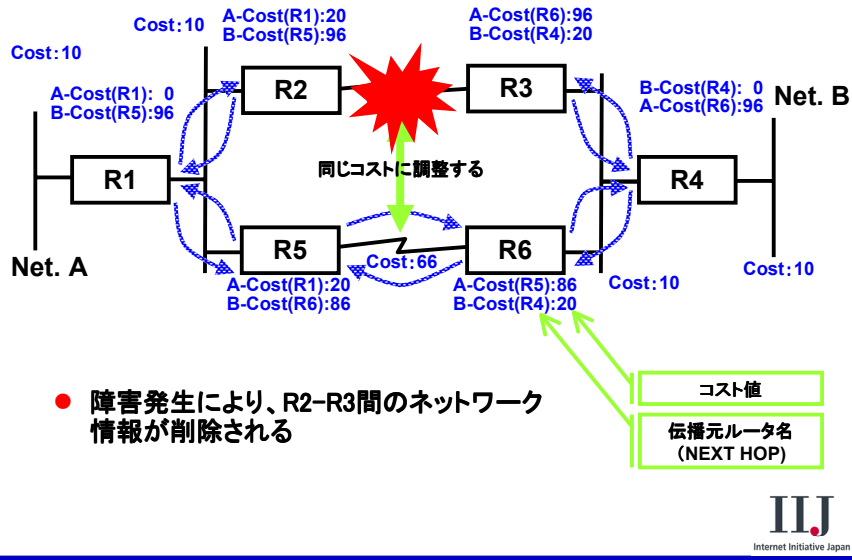 Cost:10
Cost:10
A-Cost(R1):20
B-Cost(R5):96
A-Cost(R6):96
B-Cost(R4):20
A-Cost(R1): 0
B-Cost(R5):96
B-Cost(R4): 0
A-Cost(R6):96
Net. B
R2
R3
R1
同じコストに調整する
R4
R5
R6
Net. A
Cost:66
Cost:10
Cost:10
A-Cost(R1):20
B-Cost(R6):86
A-Cost(R5):86
B-Cost(R4):20
● 障害発生により、R2-R3間のネットワーク
情報が削除される
コスト値
伝播元ルータ名
(NEXT HOP)
IIJ
Internet Initiative Japan